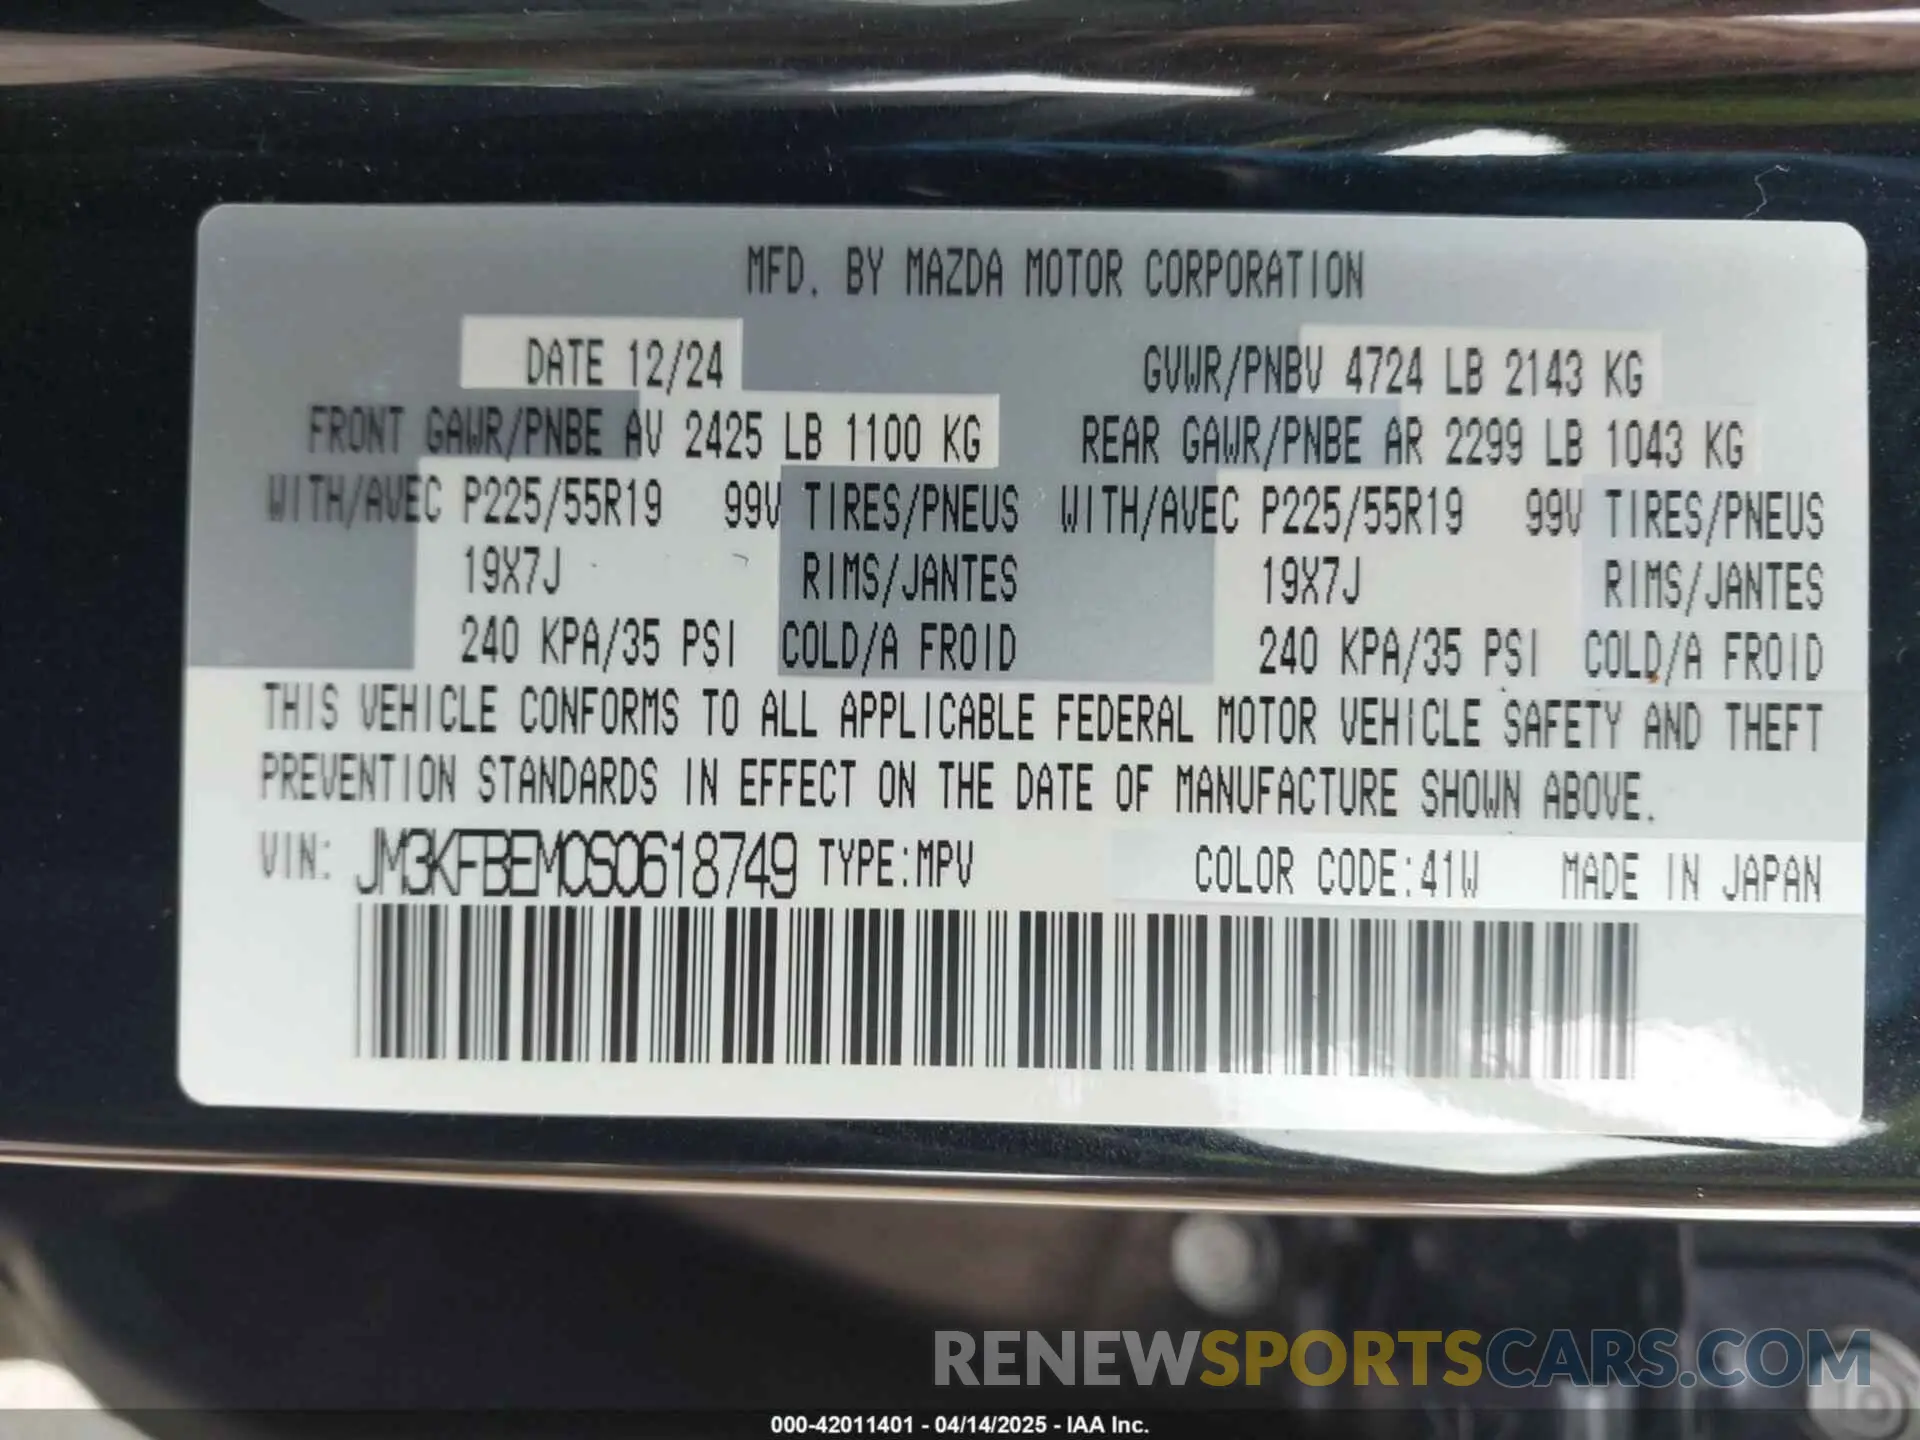 MFD. BY MAZDA MOTOR CORPORATION
DATE 12/24 GVWR/PNBV 4724 LB 2143 KG
FRONT GAWR/PNBE AV 2425 LB 1100 KG REAR GAWR/PNBE AR 2299 LB 1043 KG
WITH/AVEC P225/55R19 99V TIRES/PNEUS WITH/AVEC P225/55R19 99V TIRES/PNEUS
19X7J RIMS/JANTES 19X7J RIMS/JANTES
240 KPA/35 PSI COLD/A FROID 240 KPA/35 PSI COLD/A FROID
THIS VEHICLE CONFORMS TO ALL APPLICABLE FEDERAL MOTOR VEHICLE SAFETY AND THEFT
PREVENTION STANDARDS IN EFFECT ON THE DATE OF MANUFACTURE SHOWN ABOVE.
VIN: JM3KFBEM0S0618749 TYPE:MPV COLOR CODE:41W MADE IN JAPAN
RENEWSPORTSCARS.COM
000-42011401 - 04/14/2025 - IAA Inc.